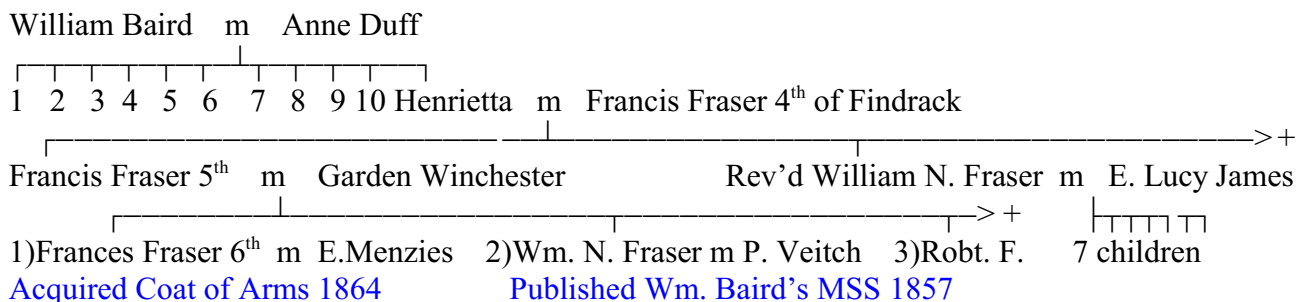 William Baird m Anne Duff
1 2 3 4 5 6 7 8 9 10 Henrietta m Francis Fraser 4th of Findrack
> +
Francis Fraser 5th m Garden Winchester Rev'd William N. Fraser m E. Lucy James
> +
1)Frances Fraser 6th m E.Menzies 2)Wm. N. Fraser m P. Veitch 3)Robt. F. 7 children
Acquired Coat of Arms 1864 Published Wm. Baird's MSS 1857